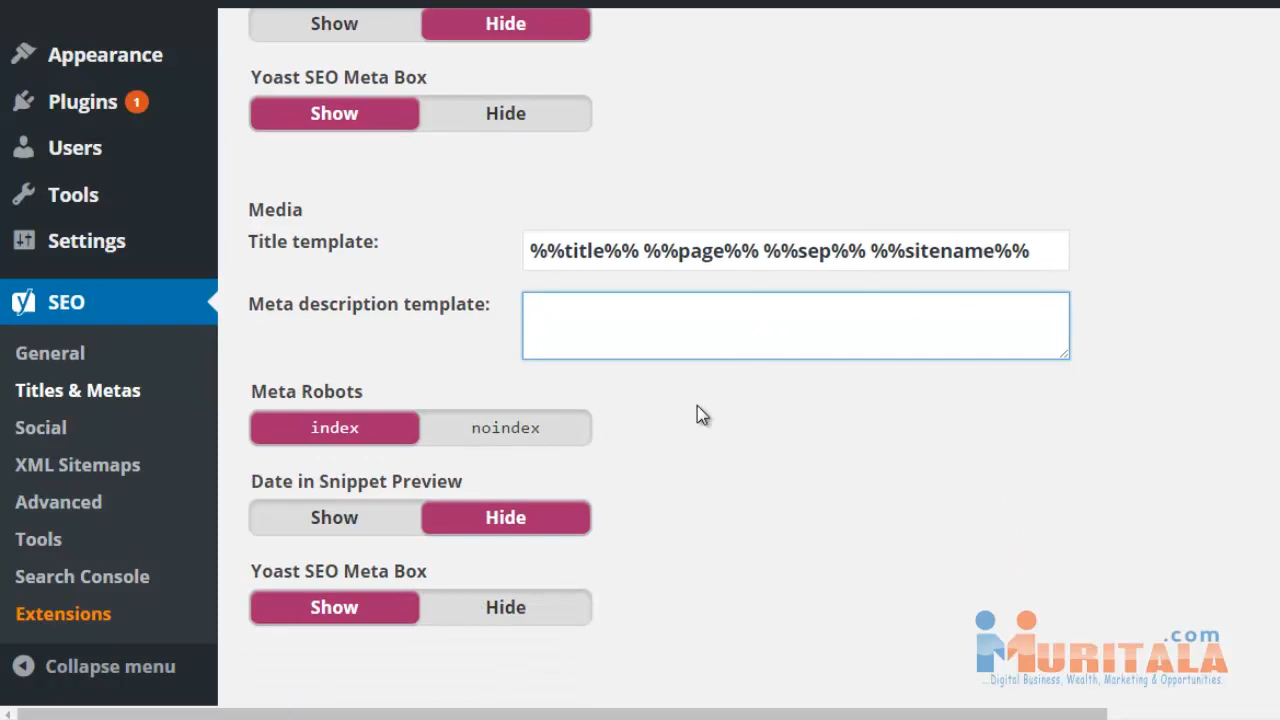 Appearance
Plugins 1
Users
Tools
Settings
SEO
General
Titles & Metas
Social
XML Sitemaps
Advanced
Tools
Search Console
Extensions
Collapse menu
Show Hide
Yoast SEO Meta Box
Show Hide
Media
Title template: %%title%% %%page%% %%sep%% %%sitename%%
Meta description template:
Meta Robots
index noindex
Date in Snippet Preview
Show Hide
Yoast SEO Meta Box
Show Hide
.com
MURITALA
...Digital Business, Wealth, Marketing & Opportunities